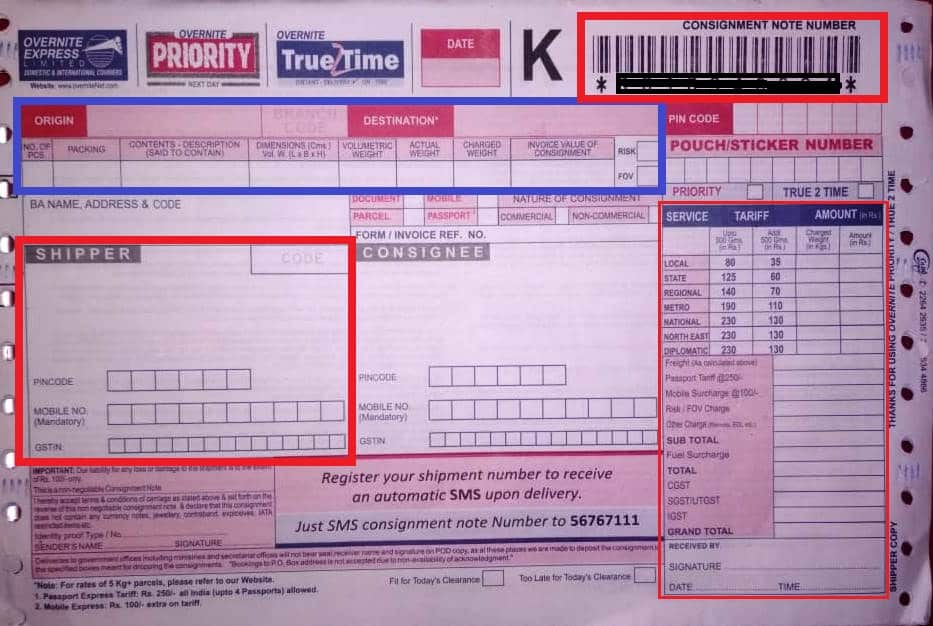 OVERNITE
EXPRESS
LIMITED
DOMESTIC & INTERNATIONAL COURIERS
Website: www.overnitenet.com
OVERNITE
PRIORITY
NEXT DAY
OVERNITE
True2Time
INSTANT - DELIVERY - ON - TIME
DATE
K
CONSIGNMENT NOTE NUMBER
* *
ORIGIN
BRANCH
CODE
DESTINATION*
PIN CODE
NO. OF
PCS.
PACKING
CONTENTS - DESCRIPTION
(SAID TO CONTAIN)
DIMENSIONS (Cms.)
Vol. W. (L x B x H)
VOLUMETRIC
WEIGHT
ACTUAL
WEIGHT
CHARGED
WEIGHT
INVOICE VALUE OF
CONSIGNMENT
RISK
FOV
POUCH/STICKER NUMBER
PRIORITY
TRUE 2 TIME
BA NAME, ADDRESS & CODE
DOCUMENT
MOBILE
NATURE OF CONSIGNMENT
PARCEL
PASSPORT
COMMERCIAL
NON-COMMERCIAL
FORM / INVOICE REF. NO.
SHIPPER
CODE
PINCODE
MOBILE NO.
(Mandatory)
GSTIN
CONSIGNEE
PINCODE
MOBILE NO.
(Mandatory)
GSTIN
SERVICE TARIFF AMOUNT (in Rs.)
Upto
500 Gms.
(in Rs.)
Addl
500 Gms.
(in Rs.)
Charged
Weight
(in Kgs.)
Amount
(in Rs.)
LOCAL 80 35
STATE 125 60
REGIONAL 140 70
METRO 190 110
NATIONAL 230 130
NORTH EAST 230 130
DIPLOMATIC 230 130
Freight (As calculated above)
Passport Tariff @250/-
Mobile Surcharge @100/-
Risk / FOV Charge
Other Charge (Remote, EDL etc.)
SUB TOTAL
Fuel Surcharge
TOTAL
CGST
SGST/UTGST
IGST
GRAND TOTAL
RECEIVED BY
SIGNATURE
DATE TIME
IMPORTANT: Our liability for any loss or damage to the shipment is to the extent
of Rs. 100/- only.
This is a non-negotiable Consignment Note
I hereby accept terms & conditions of carriage as stated above & set forth on the
reverse of this non negotiable consignment note. & declare that this consignment
does not contain any currency notes, jewellery, contraband, explosives, IATA
restricted items etc.
Identity proof Type / No.
SENDER'S NAME SIGNATURE
Register your shipment number to receive
an automatic SMS upon delivery.
Just SMS consignment note Number to 56767111
Deliveries to government offices including ministries and secretariat offices will not bear seal receiver name and signature on POD copy, as at these places we are made to deposit the consignment
the specified boxes meant for dropping the consignments. *Bookings to P.O. Box address is not accepted due to non-availability of acknowledgment.
*Note: For rates of 5 Kg+ parcels, please refer to our Website.
1. Passport Express Tariff: Rs. 250/- all India (upto 4 Passports) allowed.
2. Mobile Express: Rs. 100/- extra on tariff.
Fit for Today's Clearance
Too Late for Today's Clearance
THANKS FOR USING OVERNITE PRIORITY / TRUE 2 TIME
SHIPPER COPY